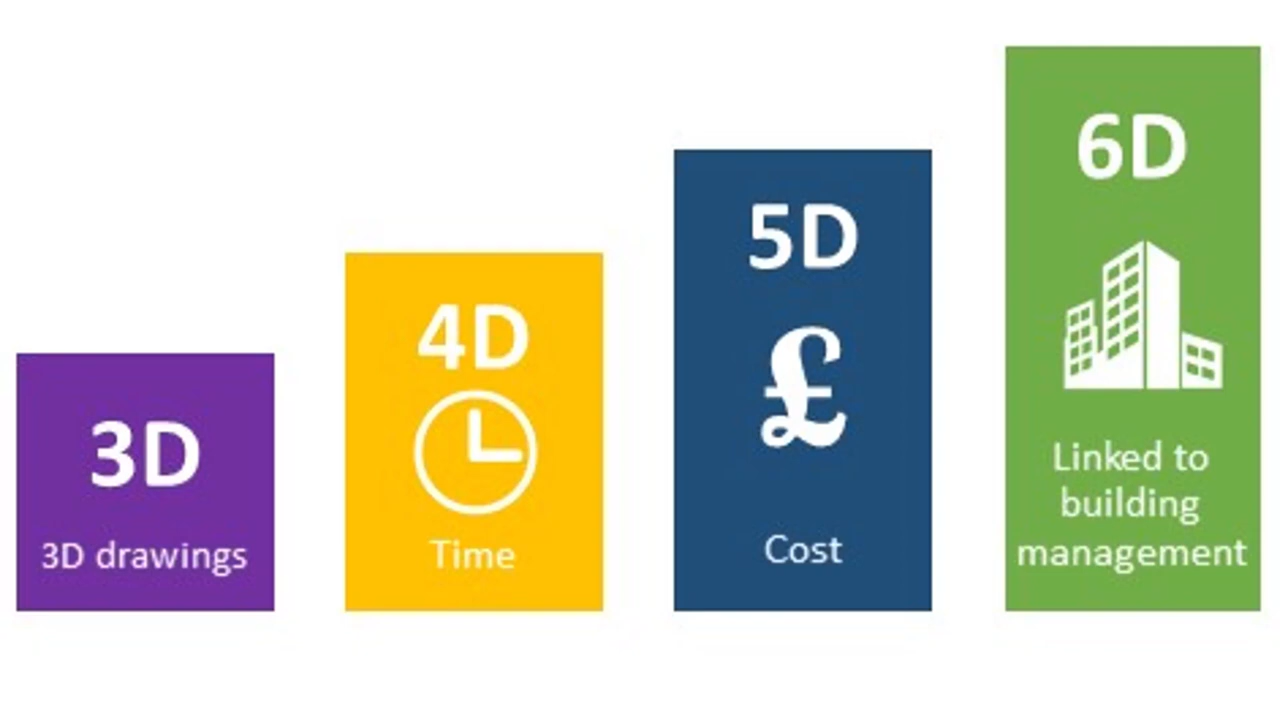 3D
3D drawings
4D
Time
5D
£
Cost
6D
Linked to
building
management